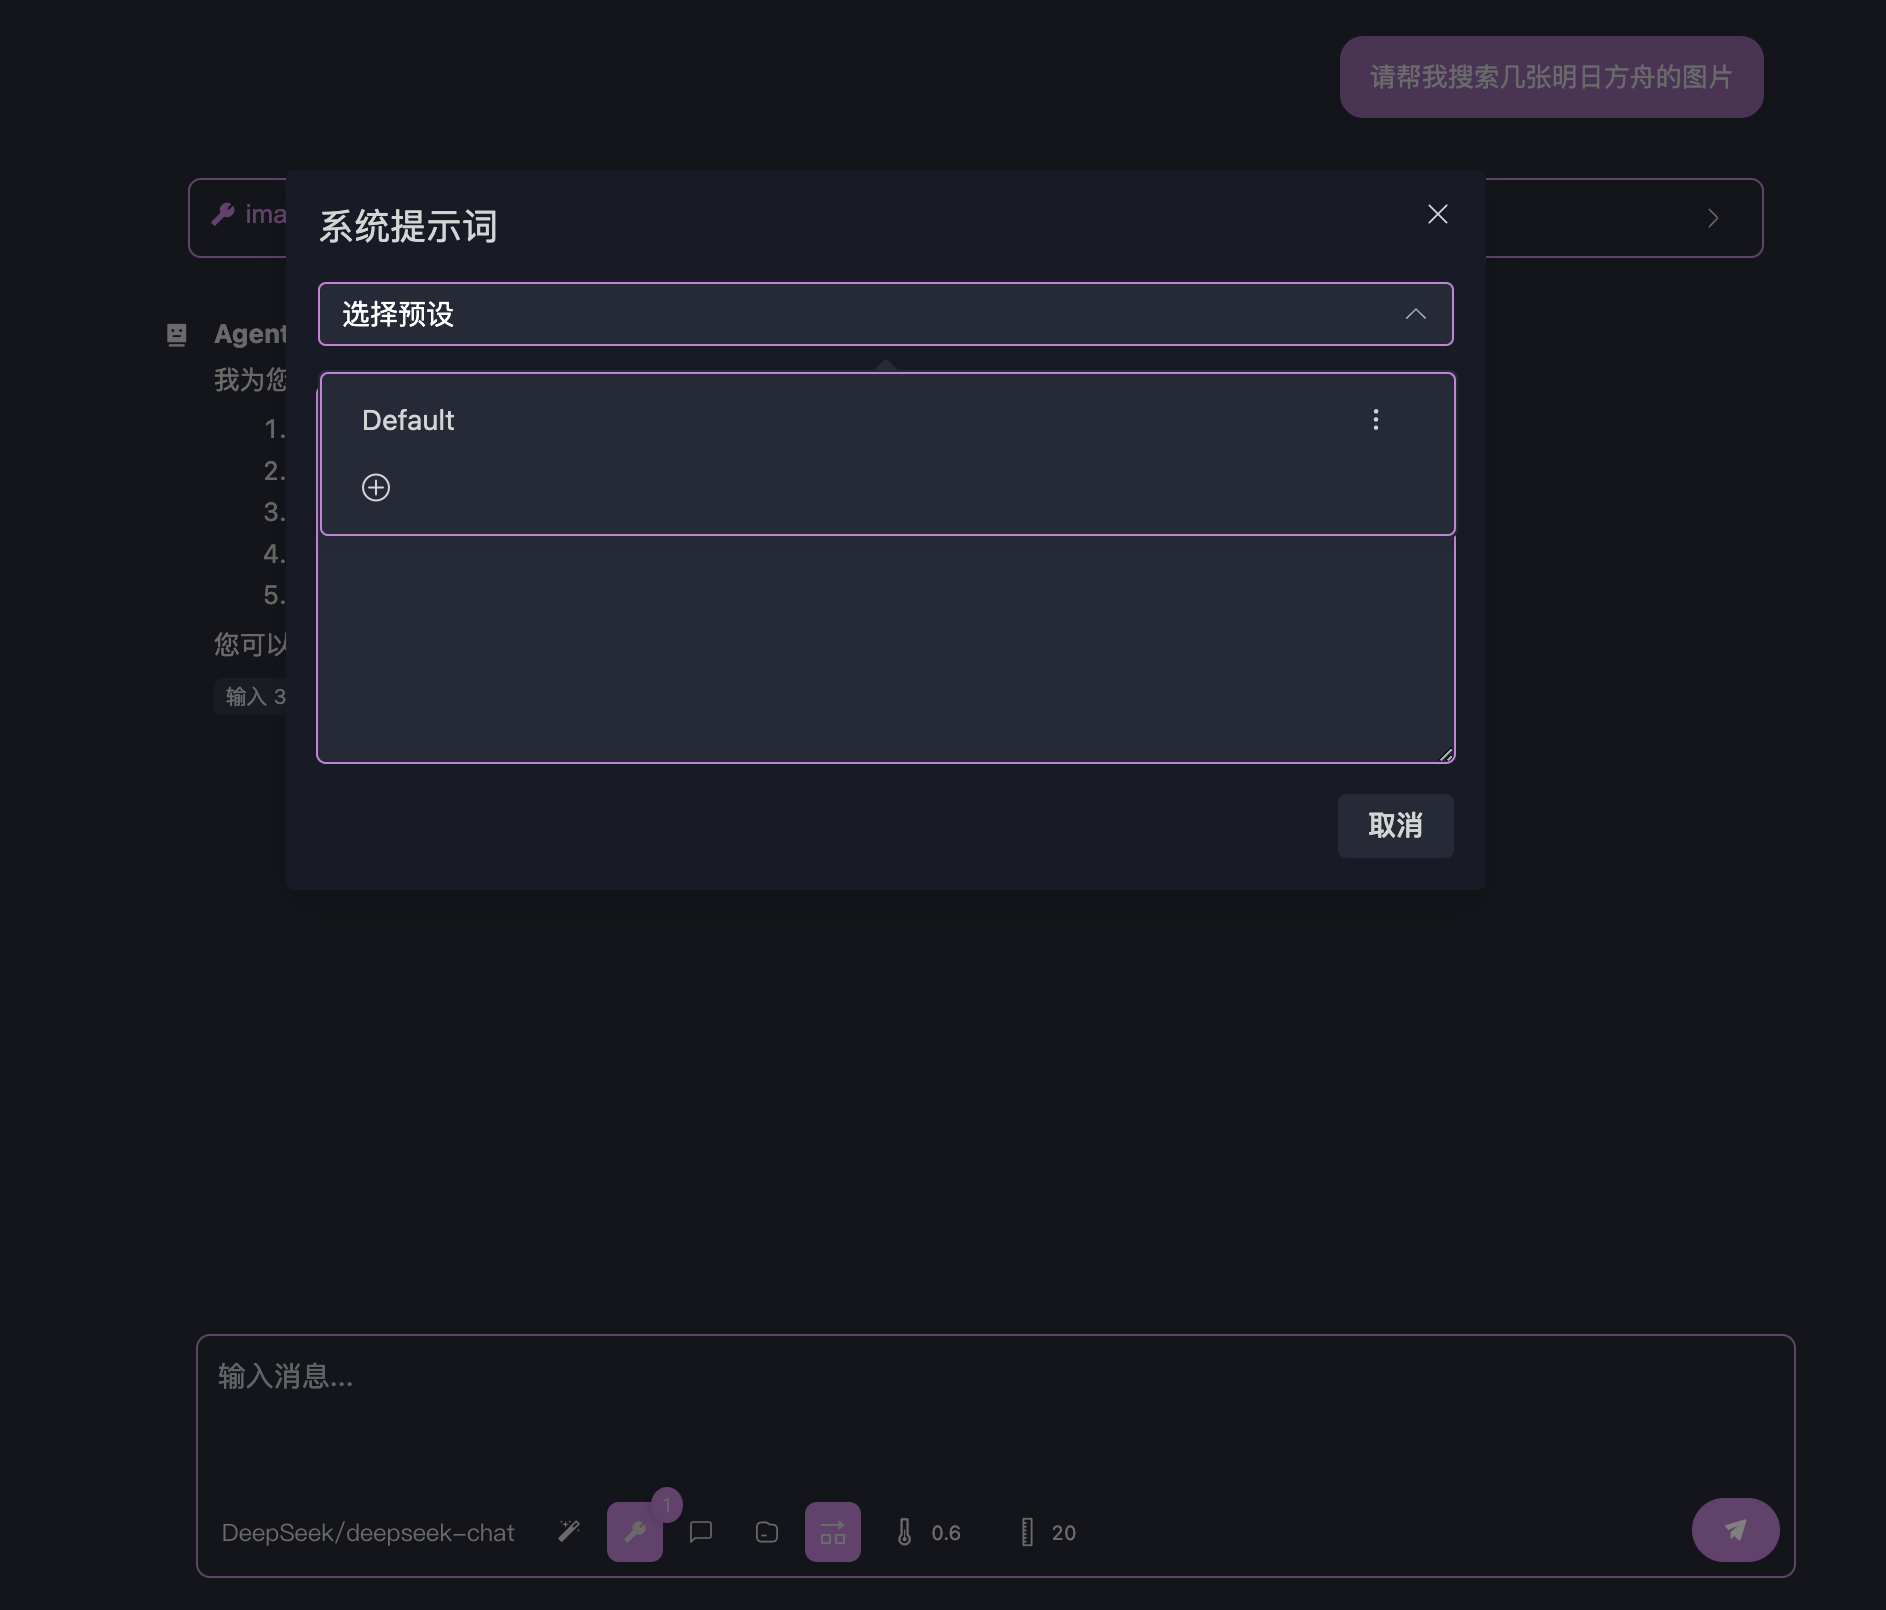 请帮我搜索几张明日方舟的图片
ima
系统提示词
选择预设
Agent
我为您
Default
1.
2.
3.
4.
5.
您可以
输入 3
取消
输入消息...
1
DeepSeek/deepseek-chat
0.6
20